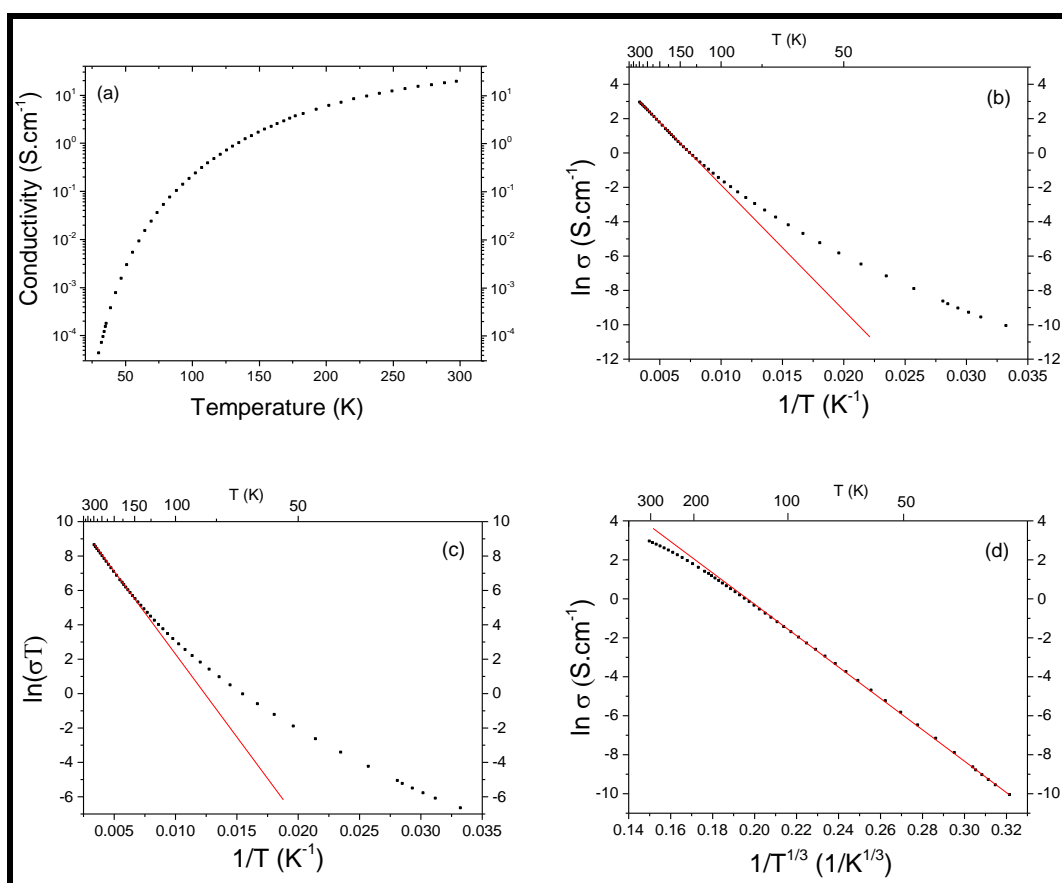 (a)
Conductivity (S.cm⁻¹)
10¹ 10¹
10⁰ 10⁰
10⁻¹ 10⁻¹
10⁻² 10⁻²
10⁻³ 10⁻³
10⁻⁴ 10⁻⁴
50 100 150 200 250 300
Temperature (K)
T (K)
300 150 100 50
(b)
ln σ (S.cm⁻¹)
4 4
2 2
0 0
-2 -2
-4 -4
-6 -6
-8 -8
-10 -10
-12 -12
0.005 0.010 0.015 0.020 0.025 0.030 0.035
1/T (K⁻¹)
T (K)
300 150 100 50
(c)
ln(σT)
10 10
8 8
6 6
4 4
2 2
0 0
-2 -2
-4 -4
-6 -6
0.005 0.010 0.015 0.020 0.025 0.030 0.035
1/T (K⁻¹)
T (K)
300 200 100 50
(d)
ln σ (S.cm⁻¹)
4 4
2 2
0 0
-2 -2
-4 -4
-6 -6
-8 -8
-10 -10
0.14 0.16 0.18 0.20 0.22 0.24 0.26 0.28 0.30 0.32
1/T^{1/3} (1/K^{1/3})